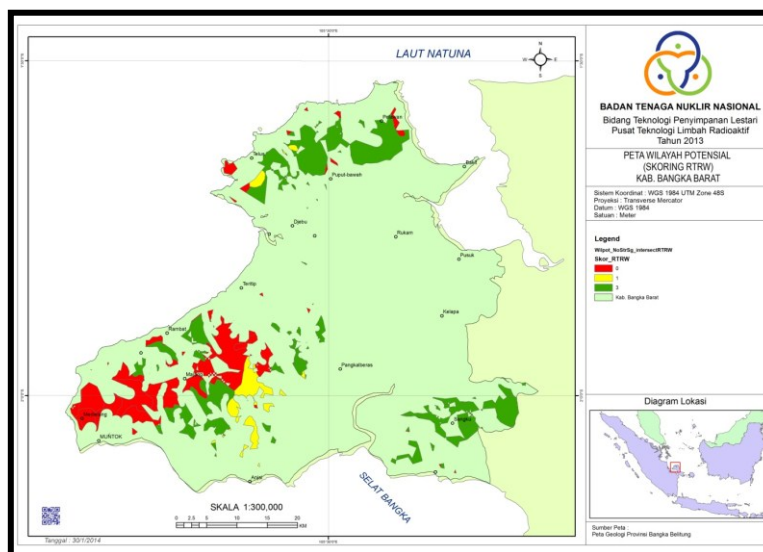 LAUT NATUNA
N
W
E
S
Puput-bawah
Rukam
Pusuk
Tentip
Kelapa
Pangkalberas
MUNTOK
SELAT BANGKA
SKALA 1:300,000
0 2.5 5 10 15 20
KM
Tanggal : 30/1/2014
BADAN TENAGA NUKLIR NASIONAL
Bidang Teknologi Penyimpanan Lestari
Pusat Teknologi Limbah Radioaktif
Tahun 2013
PETA WILAYAH POTENSIAL
(SKORING RTRW)
KAB. BANGKA BARAT
Sistem Koordinat : WGS 1984 UTM Zone 48S
Proyeksi : Transverse Mercator
Datum : WGS 1984
Satuan : Meter
Legend
Wilpot_NoStrSg_intersectRTRW
Skor_RTRW
0
1
3
Kab. Bangka Barat
Diagram Lokasi
Sumber Peta :
Peta Geologi Provinsi Bangka Belitung